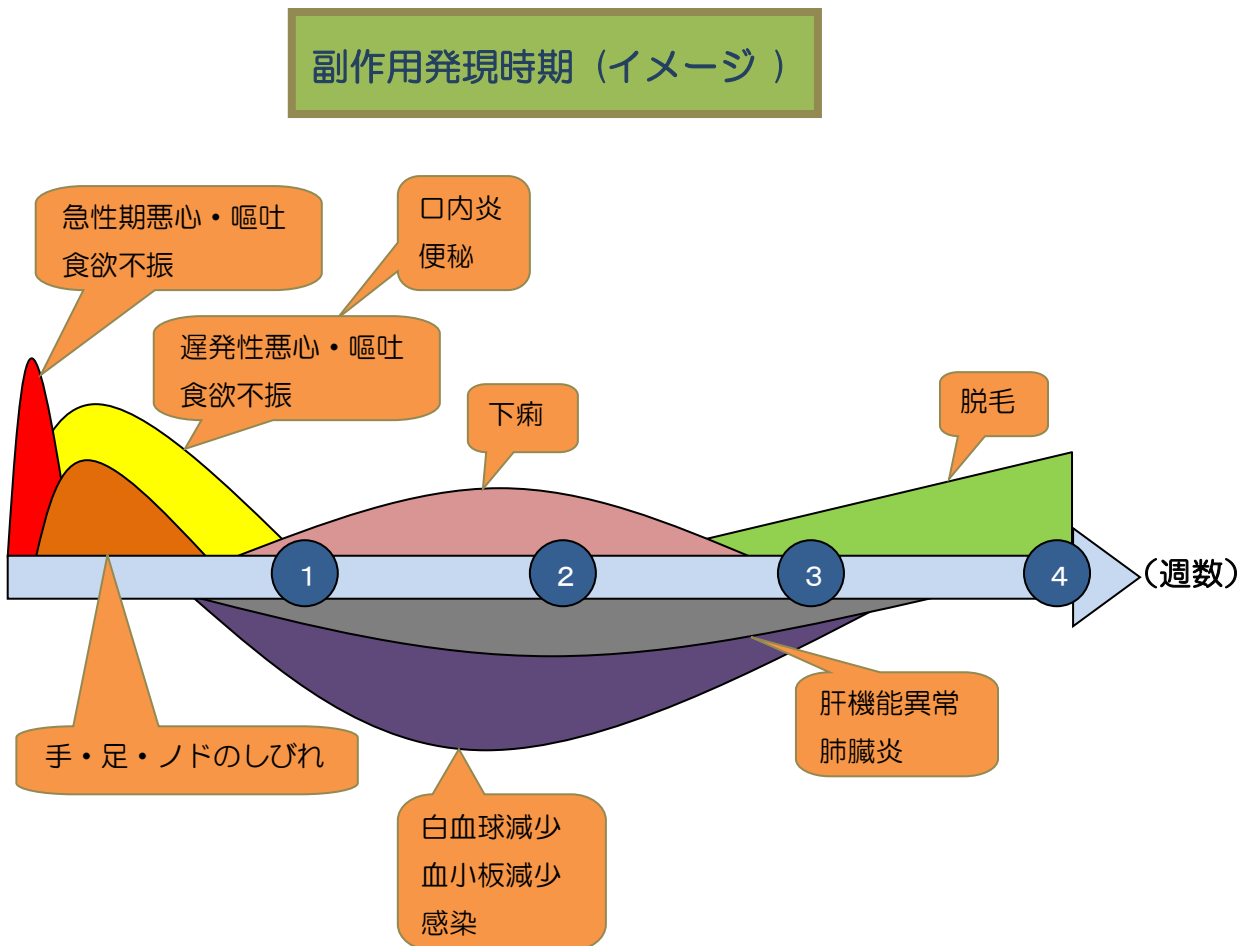 副作用発現時期（イメージ ）
急性期悪心・嘔吐
食欲不振
口内炎
便秘
遅発性悪心・嘔吐
食欲不振
下痢
脱毛
1
2
3
4
（週数）
手・足・ノドのしびれ
肝機能異常
肺臓炎
白血球減少
血小板減少
感染